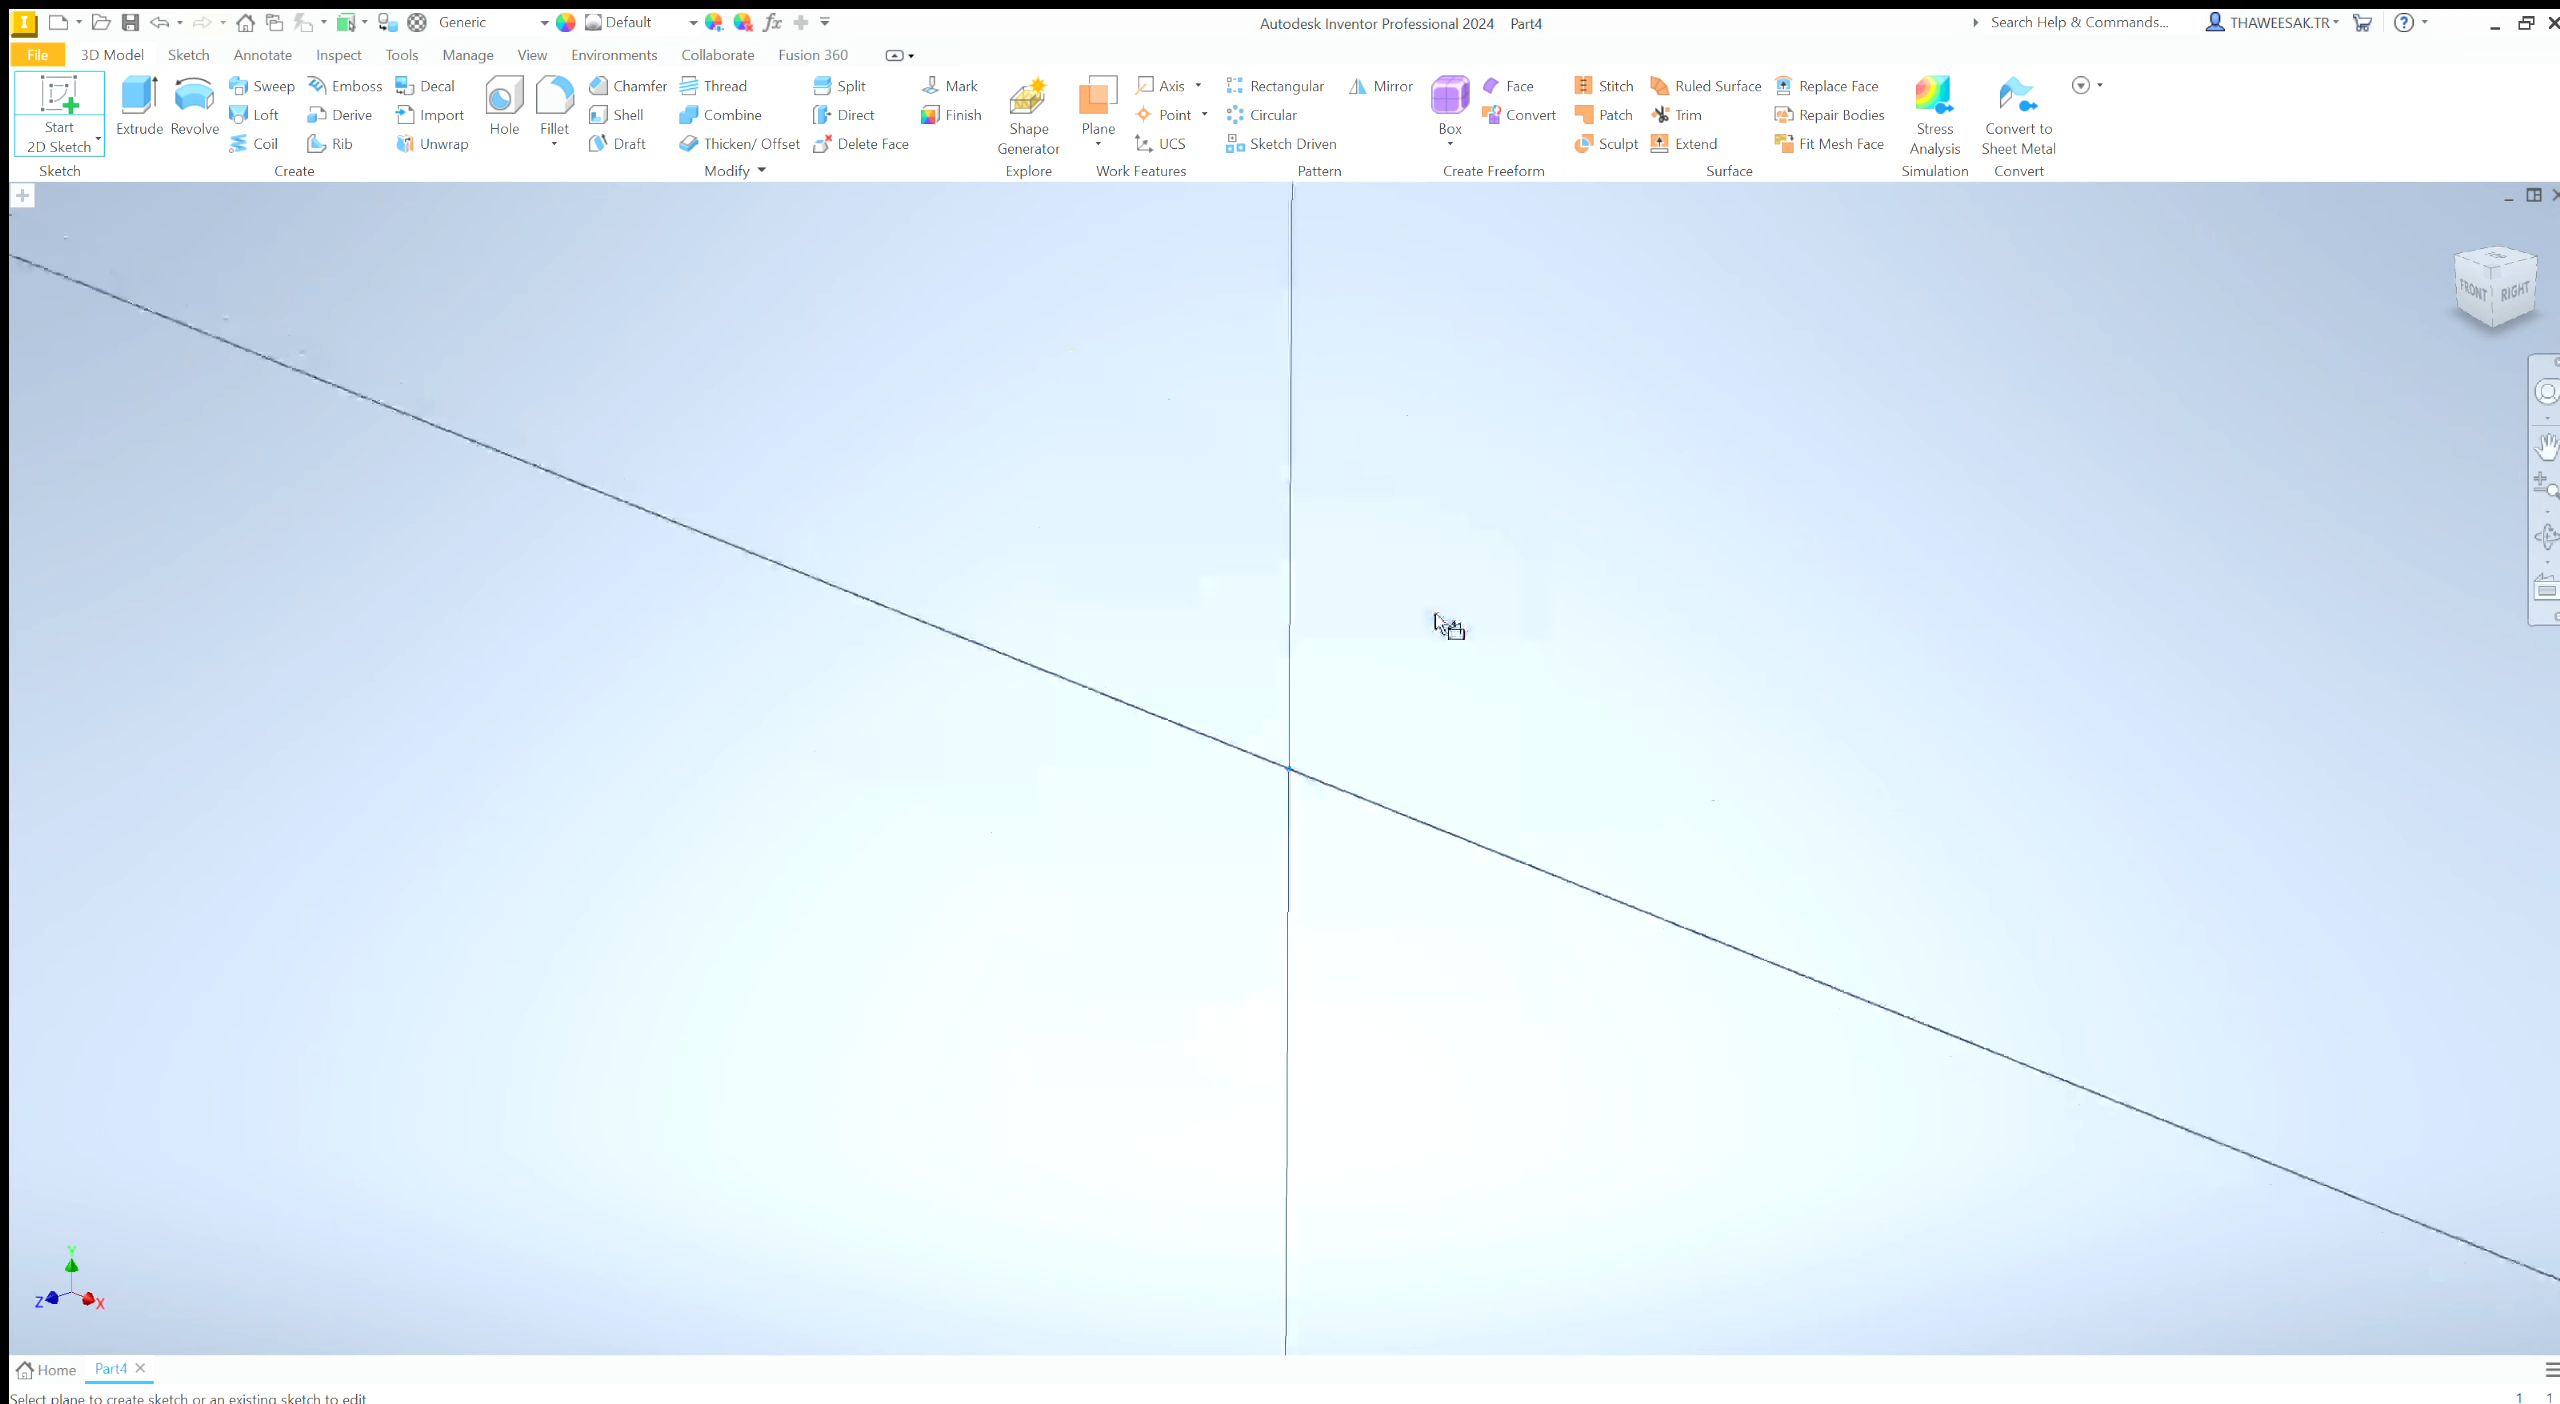 I Generic Default fx Autodesk Inventor Professional 2024 Part4 Search Help & Commands... THAWEESAK.TR
File 3D Model Sketch Annotate Inspect Tools Manage View Environments Collaborate Fusion 360
Start 2D Sketch
Sketch
Extrude Revolve
Sweep Emboss Decal
Loft Derive Import
Coil Rib Unwrap
Create
Hole Fillet
Chamfer Thread Split
Shell Combine Direct
Draft Thicken/ Offset Delete Face
Modify
Mark
Finish
Shape Generator
Explore
Plane
Axis
Point
UCS
Work Features
Rectangular Mirror
Circular
Sketch Driven
Pattern
Box
Face
Convert
Create Freeform
Stitch Ruled Surface Replace Face
Patch Trim Repair Bodies
Sculpt Extend Fit Mesh Face
Surface
Stress Analysis
Simulation
Convert to Sheet Metal
Convert
TOP
FRONT RIGHT
Y
Z X
Home Part4
Select plane to create sketch or an existing sketch to edit 1 1